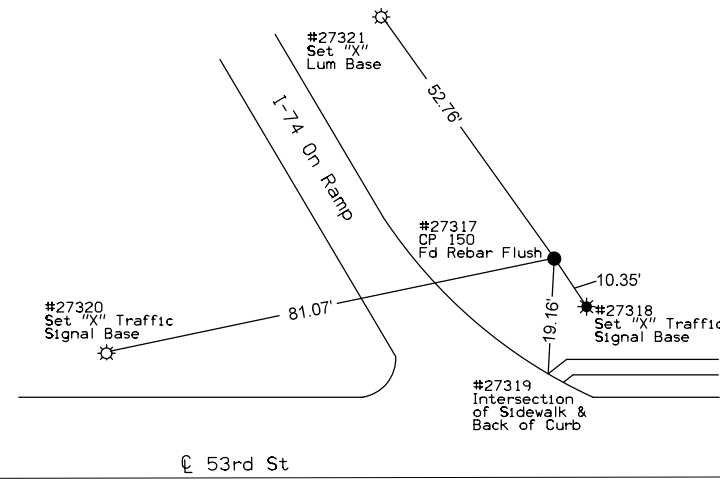 #27321
Set "X"
Lum Base
52.76'
I-74 On Ramp
#27317
CP 150
Fd Rebar Flush
10.35'
#27320
Set "X" Traffic
Signal Base
81.07'
19.16'
#27318
Set "X" Traffic
Signal Base
#27319
Intersection
of Sidewalk &
Back of Curb
℄ 53rd St